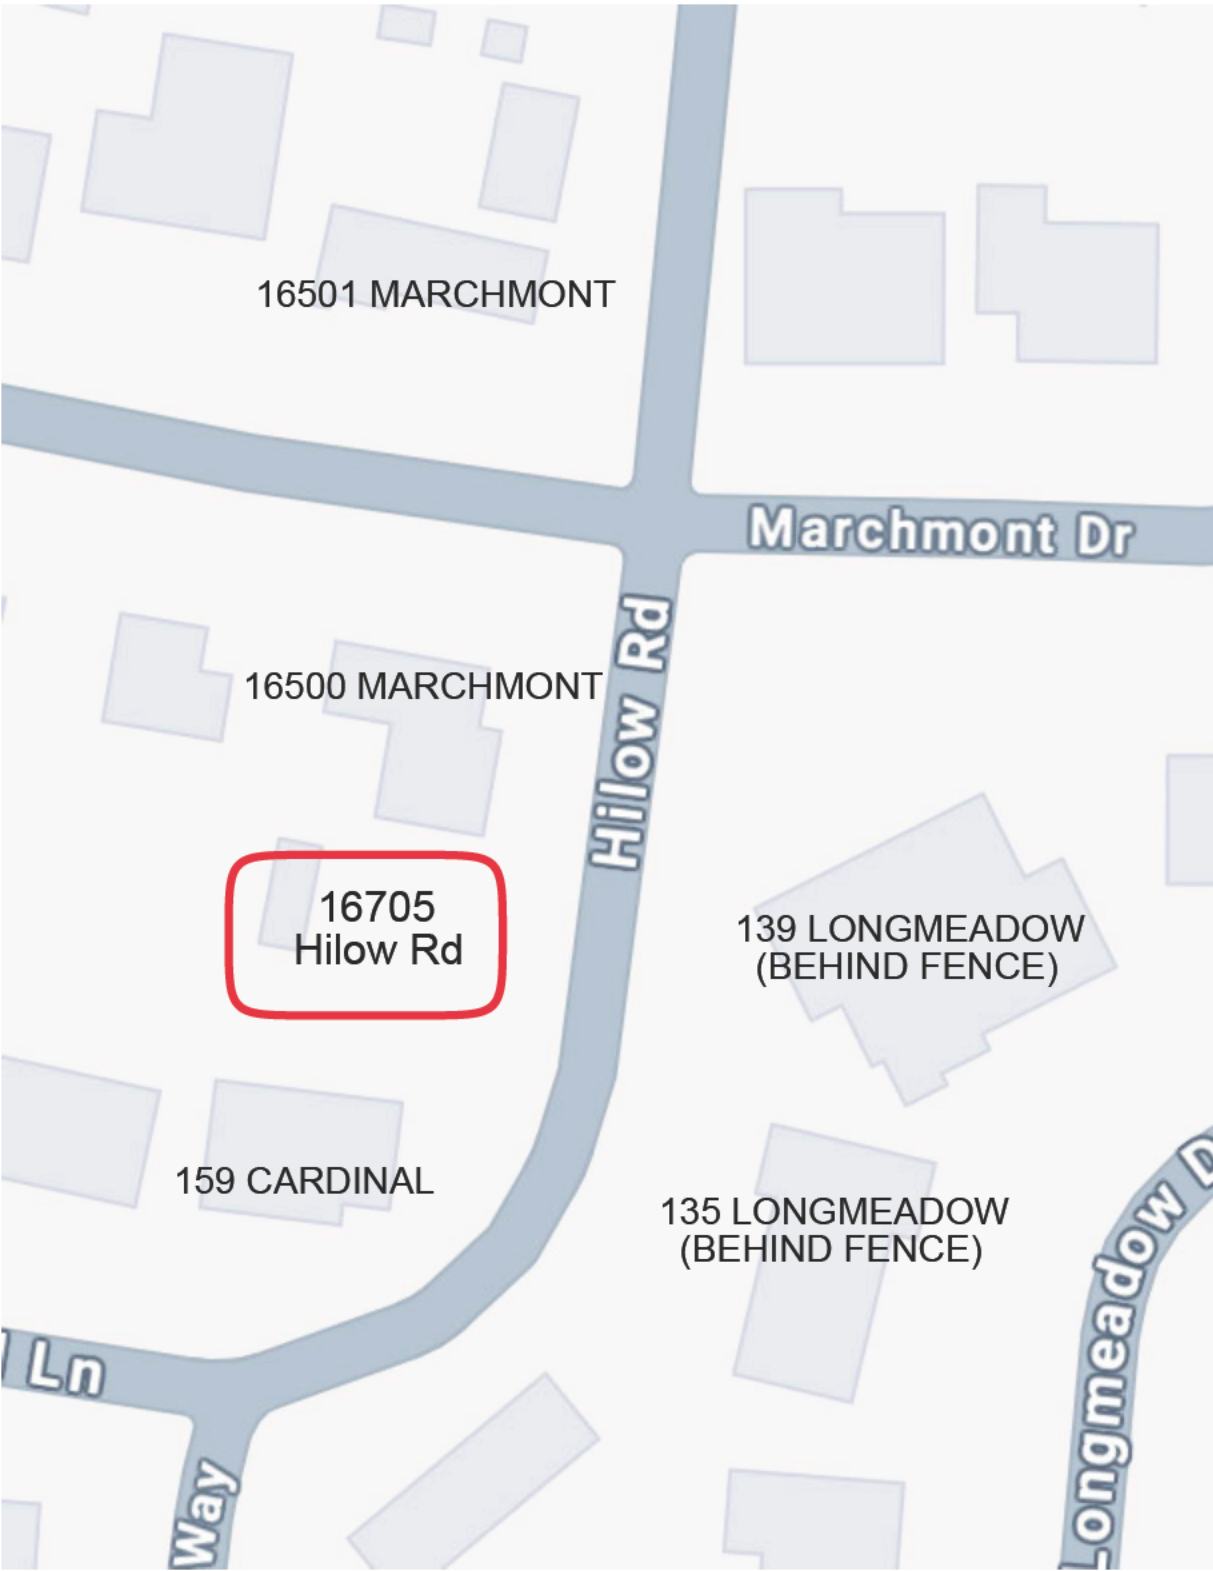 16501 MARCHMONT
Marchmont Dr
Hilow Rd
16500 MARCHMONT
16705
Hilow Rd
139 LONGMEADOW
(BEHIND FENCE)
159 CARDINAL
135 LONGMEADOW
(BEHIND FENCE)
Longmeadow D
Ln
Way